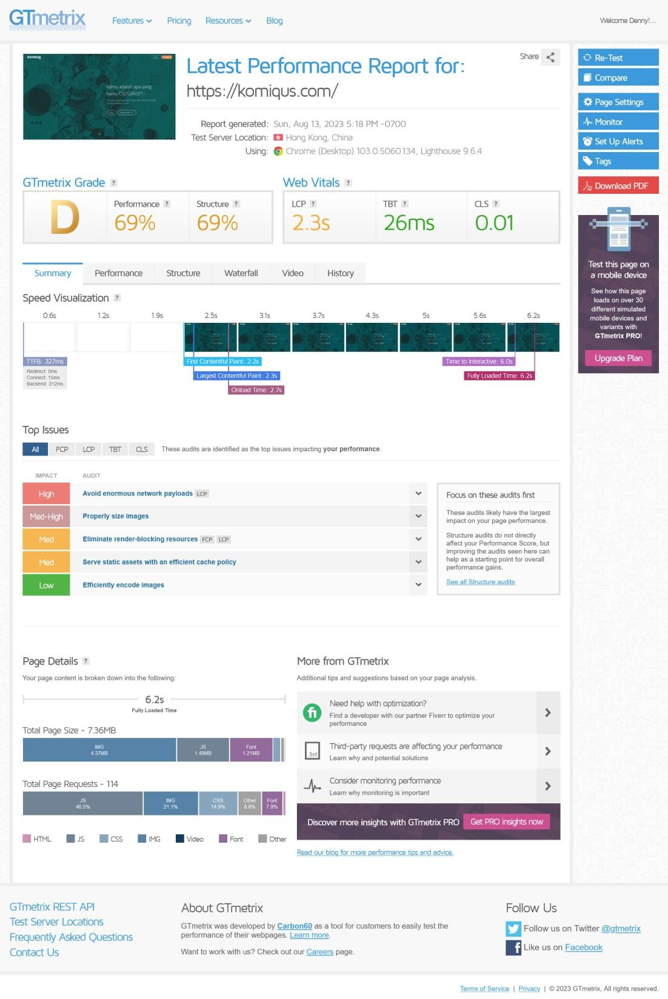 GTmetrix
Features
Pricing
Resources
Blog
Welcome Denny!...
KOMIQUS
Kamu adalah apa yang
kamu ciptakan
Latest Performance Report for:
https://komiqus.com/
Share
Report generated: Sun, Aug 13, 2023 5:18 PM -0700
Test Server Location: Hong Kong, China
Using: Chrome (Desktop) 103.0.5060.134, Lighthouse 9.6.4
Re-Test
Compare
Page Settings
Monitor
Set Up Alerts
Tags
Download PDF
Test this page on
a mobile device
See how this page
loads on over 30
different simulated
mobile devices and
variants with
GTmetrix PRO!
Upgrade Plan
GTmetrix Grade ?
D
Performance ?
69%
Structure ?
69%
Web Vitals ?
LCP ?
2.3s
TBT ?
26ms
CLS ?
0.01
Summary
Performance
Structure
Waterfall
Video
History
Speed Visualization ?
0.6s
1.2s
1.9s
2.5s
3.1s
3.7s
4.3s
5s
5.6s
6.2s
TTFB: 327ms
Redirect: 0ms
Connect: 15ms
Backend: 312ms
First Contentful Paint: 2.2s
Largest Contentful Paint: 2.3s
Onload Time: 2.7s
Time to Interactive: 6.0s
Fully Loaded Time: 6.2s
Top Issues
All
FCP
LCP
TBT
CLS
These audits are identified as the top issues impacting your performance.
IMPACT
AUDIT
High
Avoid enormous network payloads LCP
Med-High
Properly size images
Med
Eliminate render-blocking resources FCP LCP
Med
Serve static assets with an efficient cache policy
Low
Efficiently encode images
Focus on these audits first
These audits likely have the largest
impact on your page performance.
Structure audits do not directly
affect your Performance Score, but
improving the audits seen here can
help as a starting point for overall
performance gains.
See all Structure audits
Page Details ?
Your page content is broken down into the following:
6.2s
Fully Loaded Time
Total Page Size - 7.36MB
IMG
4.37MB
JS
1.49MB
Font
1.21MB
Total Page Requests - 114
JS
46.5%
IMG
21.1%
CSS
14.9%
Other
8.8%
Font
7.9%
HTML
JS
CSS
IMG
Video
Font
Other
More from GTmetrix
Additional tips and suggestions based on your page analysis.
fi
Need help with optimization?
Find a developer with our partner Fiverr to optimize your
performance
3rd
Third-party requests are affecting your performance
Learn why and potential solutions
Consider monitoring performance
Learn why monitoring is important
Discover more insights with GTmetrix PRO
Get PRO insights now
Read our blog for more performance tips and advice.
GTmetrix REST API
Test Server Locations
Frequently Asked Questions
Contact Us
About GTmetrix
GTmetrix was developed by Carbon60 as a tool for customers to easily test the
performance of their webpages. Learn more.
Want to work with us? Check out our Careers page.
Follow Us
Follow us on Twitter @gtmetrix
f
Like us on Facebook
Terms of Service | Privacy | © 2023 GTmetrix, All rights reserved.